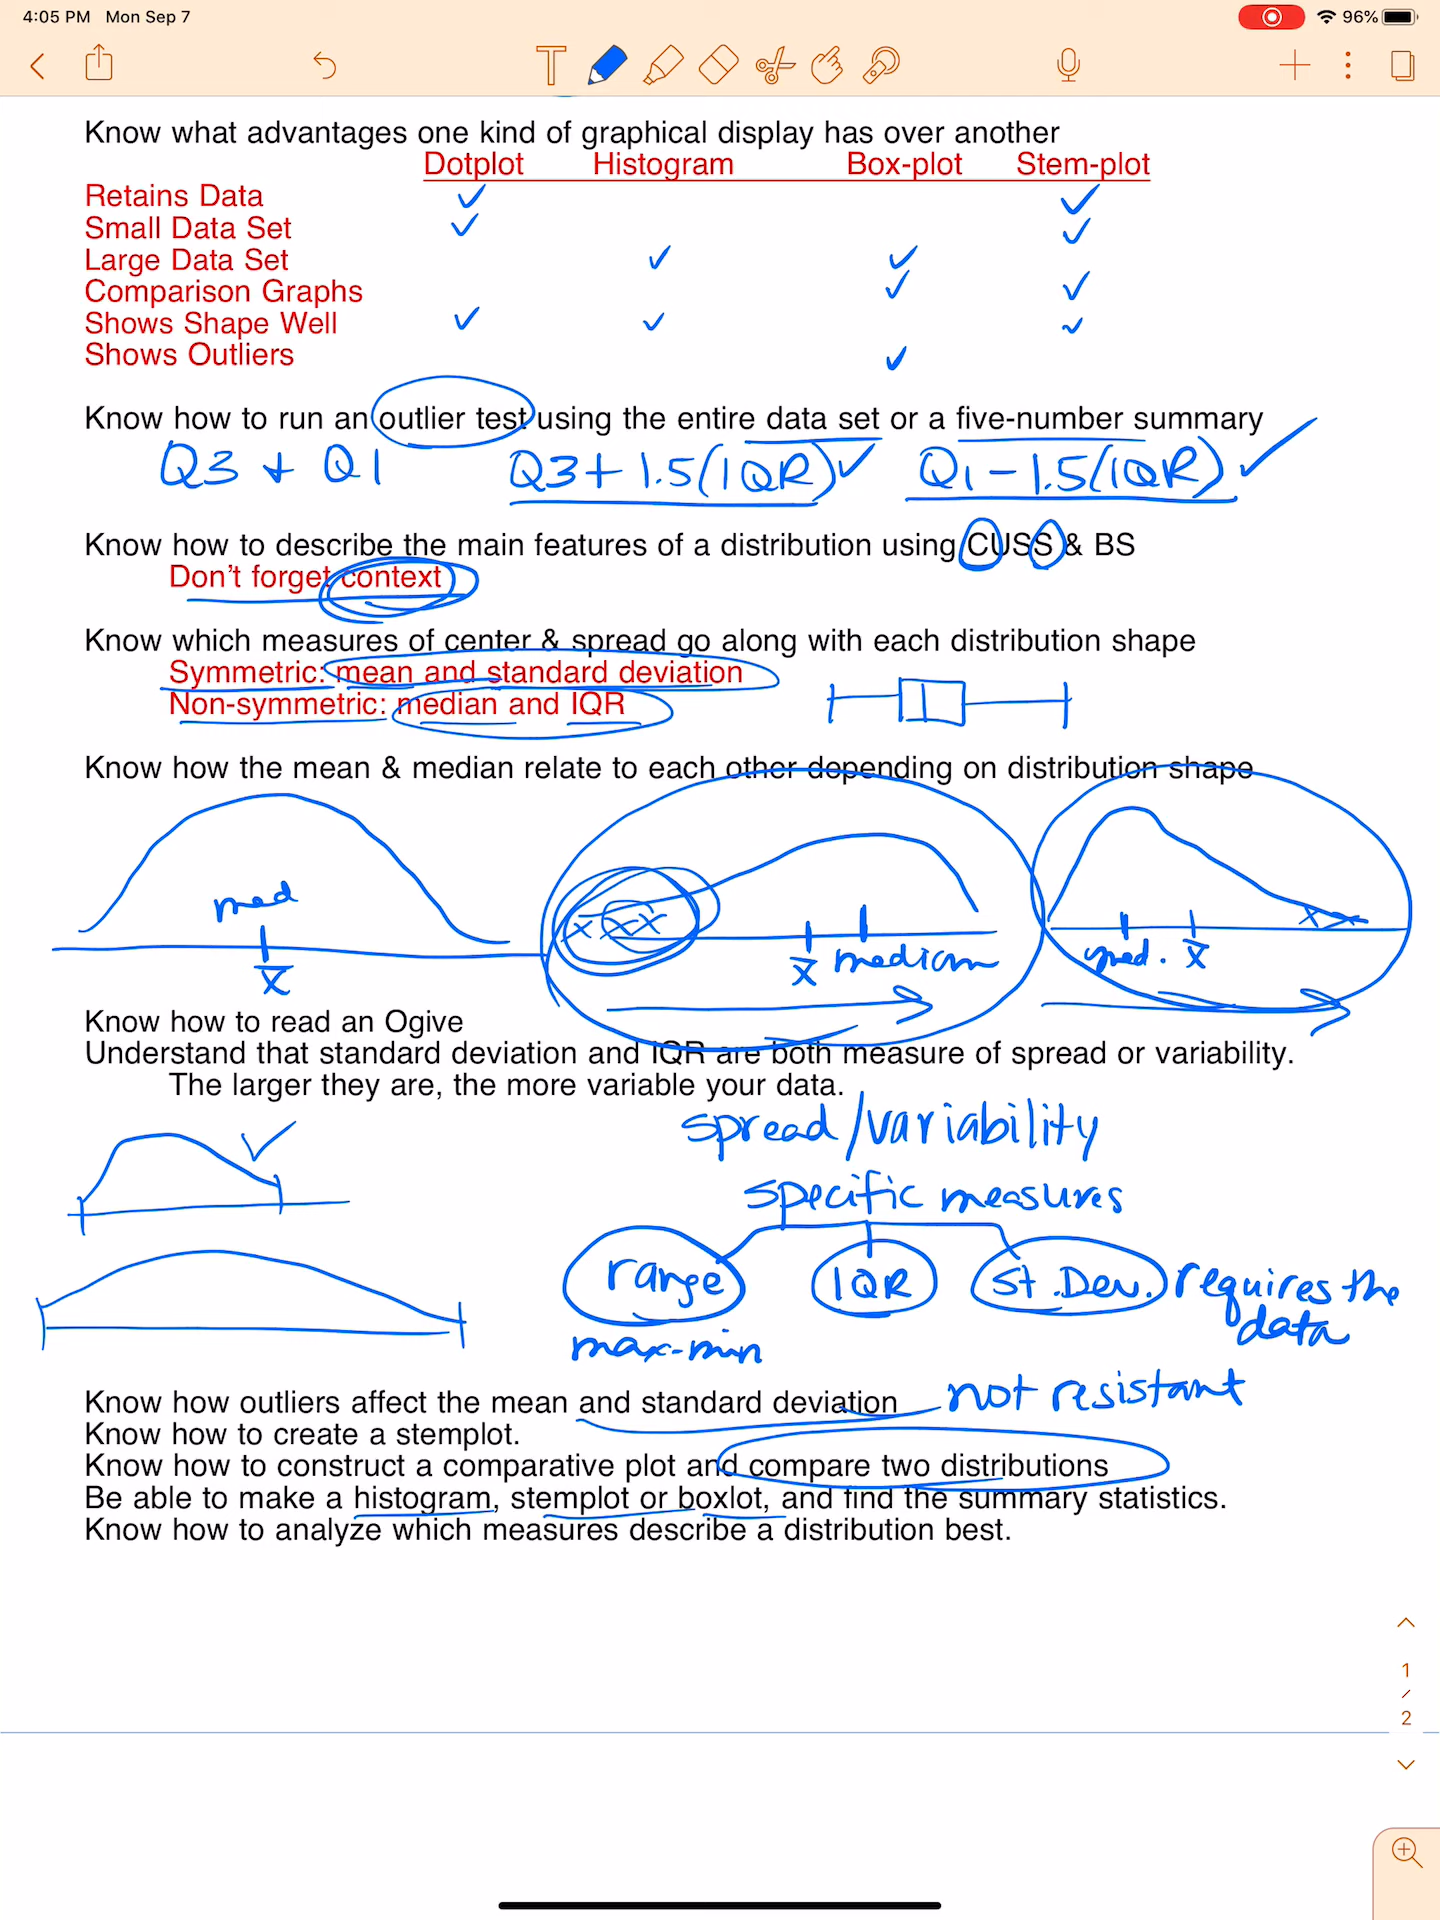 4:05 PM Mon Sep 7
96%
T
Know what advantages one kind of graphical display has over another
Dotplot Histogram Box-plot Stem-plot
Retains Data ✓ ✓
Small Data Set ✓ ✓
Large Data Set ✓ ✓
Comparison Graphs ✓ ✓
Shows Shape Well ✓ ✓ ✓
Shows Outliers ✓
Know how to run an outlier test using the entire data set or a five-number summary
Q3 + Q1 Q3+1.5(IQR) ✓ Q1-1.5(IQR) ✓
Know how to describe the main features of a distribution using CUSS & BS
Don't forget context
Know which measures of center & spread go along with each distribution shape
Symmetric: mean and standard deviation
Non-symmetric: median and IQR
Know how the mean & median relate to each other depending on distribution shape
med
x x x x x
x̄ x̄ median med. x̄
Know how to read an Ogive
Understand that standard deviation and IQR are both measure of spread or variability.
The larger they are, the more variable your data.
spread/variability
✓
specific measures
range IQR St.Dev. requires the
data
max-min
Know how outliers affect the mean and standard deviation not resistant
Know how to create a stemplot.
Know how to construct a comparative plot and compare two distributions
Be able to make a histogram, stemplot or boxlot, and find the summary statistics.
Know how to analyze which measures describe a distribution best.
1
/
2